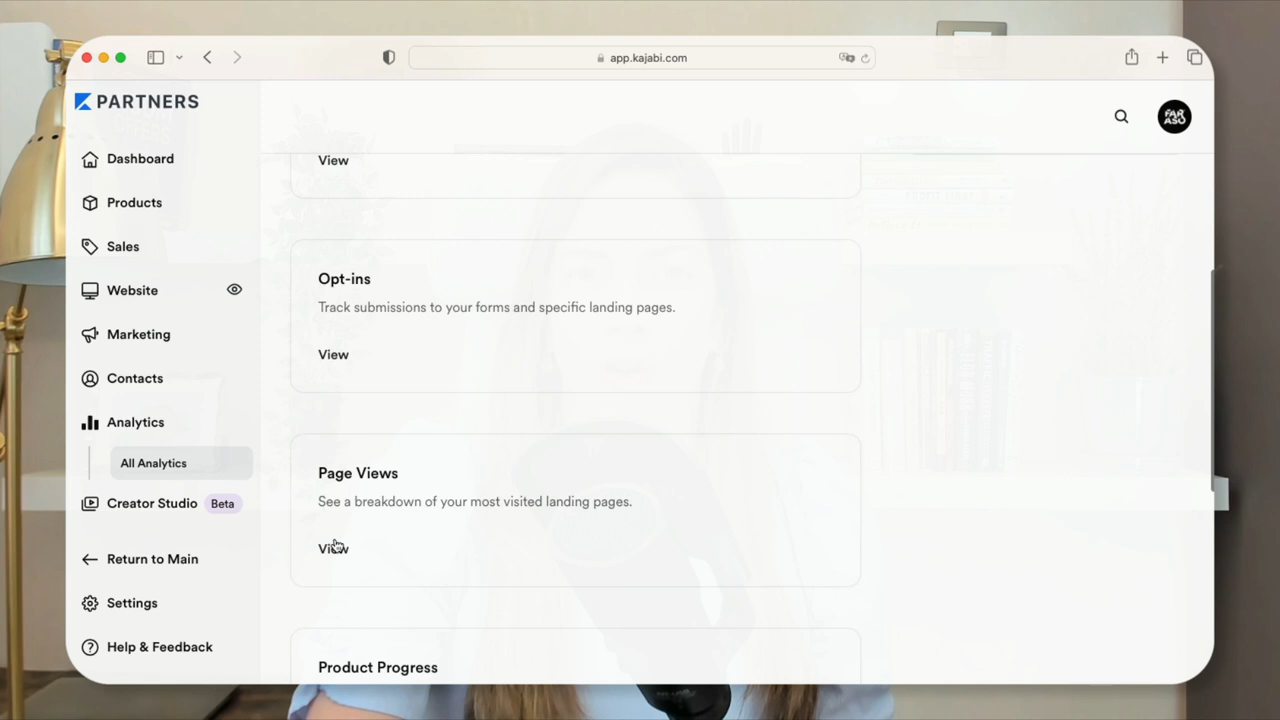 app.kajabi.com
PARTNERS
FAR
ASO
Dashboard
Products
Sales
Website
Marketing
Contacts
Analytics
All Analytics
Creator Studio Beta
Return to Main
Settings
Help & Feedback
View
Opt-ins
Track submissions to your forms and specific landing pages.
View
Page Views
See a breakdown of your most visited landing pages.
View
Product Progress